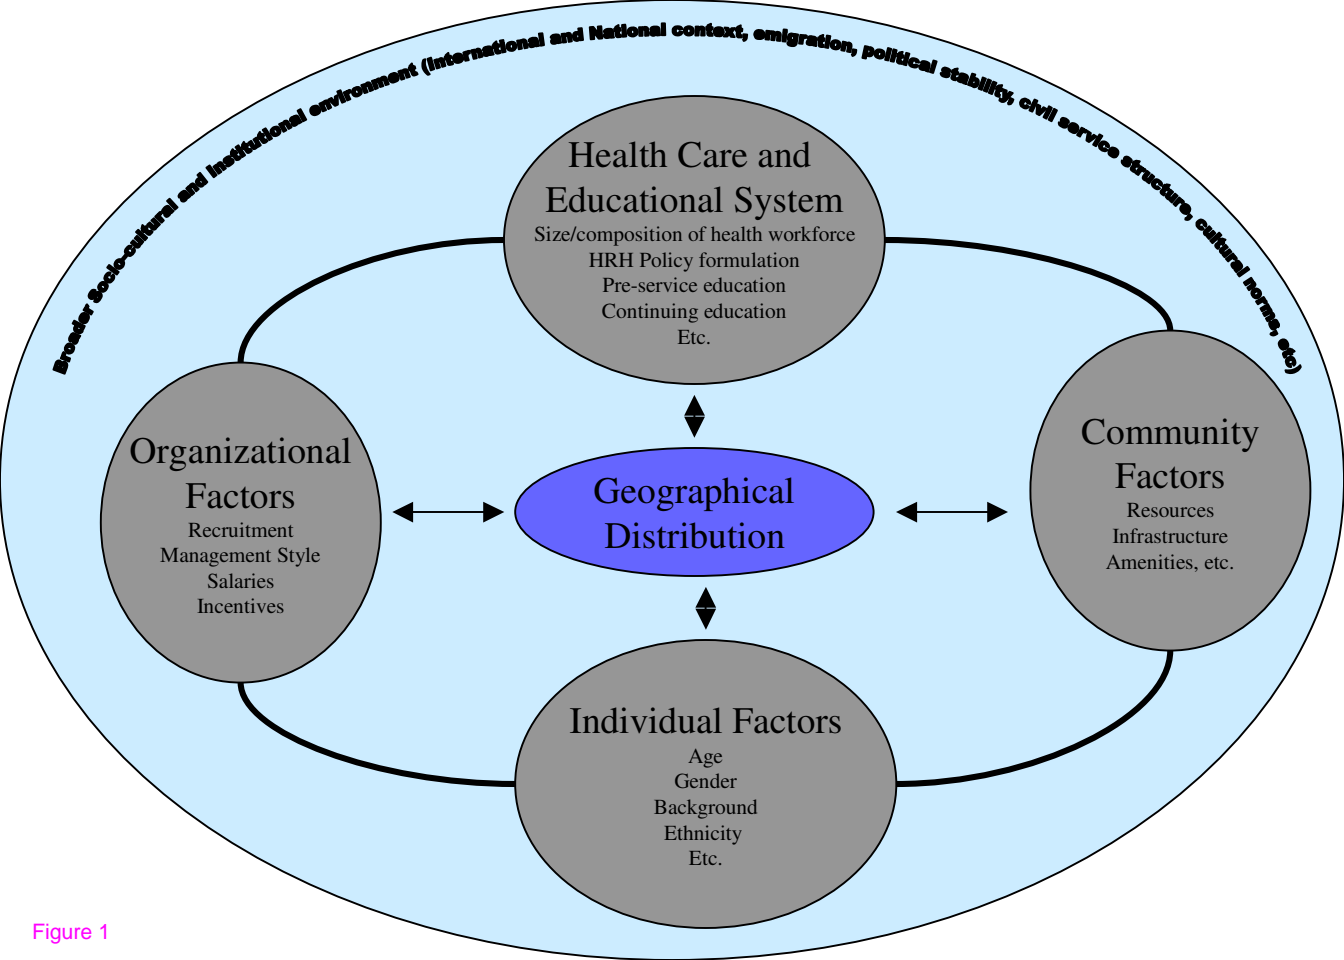 Broader Socio-cultural and Institutional environment (International and National context, emigration, political stability, civil service structure, cultural norms, etc)
Health Care and
Educational System
Size/composition of health workforce
HRH Policy formulation
Pre-service education
Continuing education
Etc.
Organizational
Factors
Recruitment
Management Style
Salaries
Incentives
Geographical
Distribution
Community
Factors
Resources
Infrastructure
Amenities, etc.
Individual Factors
Age
Gender
Background
Ethnicity
Etc.
Figure 1